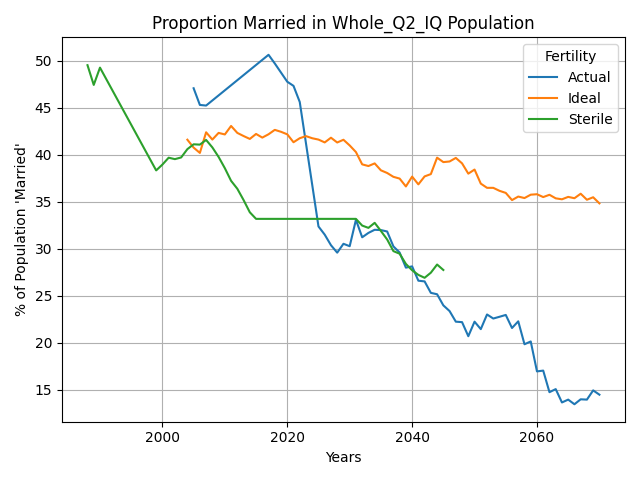 Proportion Married in Whole_Q2_IQ Population
% of Population 'Married'
50
45
40
35
30
25
20
15
Fertility
Actual
Ideal
Sterile
2000 2020 2040 2060
Years